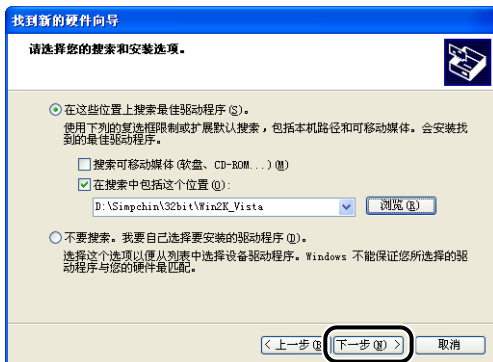 找到新的硬件向导
请选择您的搜索和安装选项。
在这些位置上搜索最佳驱动程序(S)。
使用下列的复选框限制或扩展默认搜索，包括本机路径和可移动媒体。会安装找
到的最佳驱动程序。
搜索可移动媒体(软盘、CD-ROM...)(M)
在搜索中包括这个位置(O):
D:\Simpchin\32bit\Win2K_Vista
浏览(R)
不要搜索。我要自己选择要安装的驱动程序(D)。
选择这个选项以便从列表中选择设备驱动程序。Windows 不能保证您所选择的驱
动程序与您的硬件最匹配。
< 上一步(B 下一步(N) > 取消